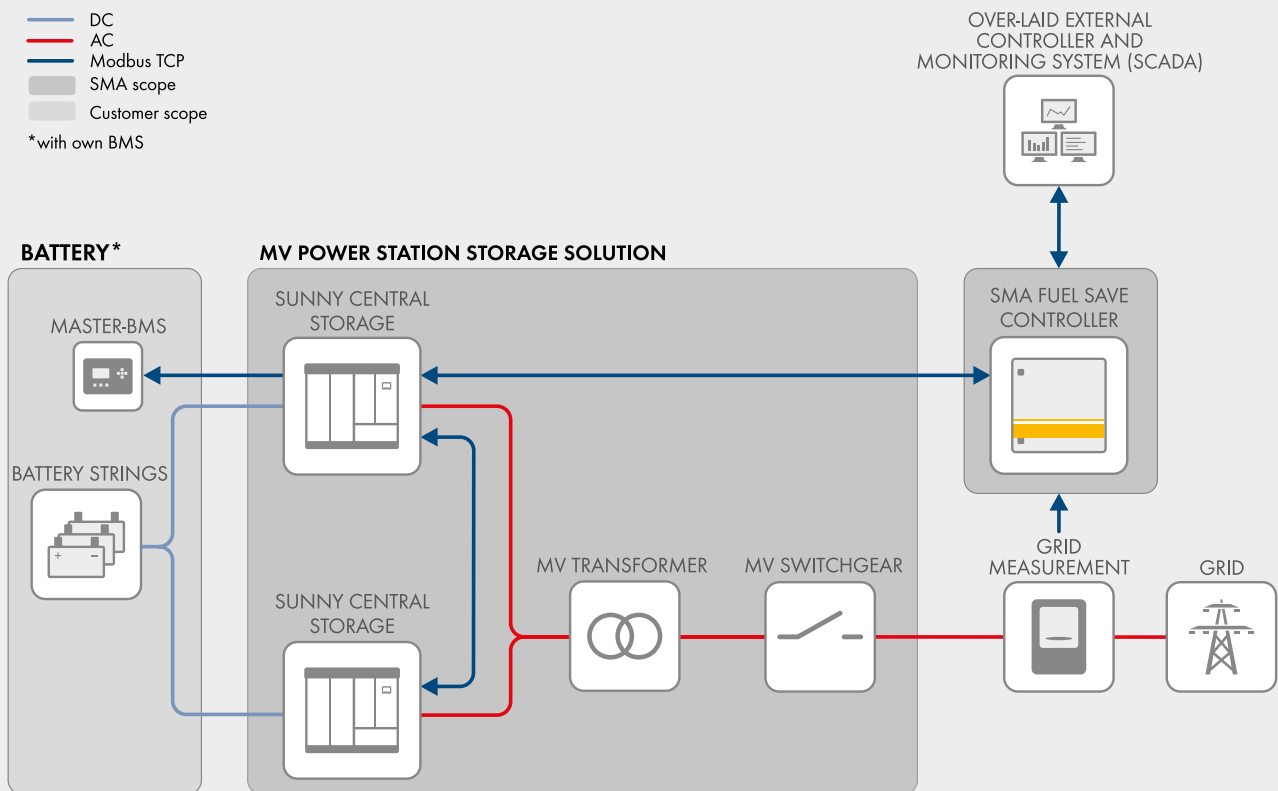 DC
AC
Modbus TCP
SMA scope
Customer scope
*with own BMS
OVER-LAID EXTERNAL
CONTROLLER AND
MONITORING SYSTEM (SCADA)
BATTERY*
MV POWER STATION STORAGE SOLUTION
MASTER-BMS
SUNNY CENTRAL
STORAGE
SMA FUEL SAVE
CONTROLLER
BATTERY STRINGS
SUNNY CENTRAL
STORAGE
MV TRANSFORMER
MV SWITCHGEAR
GRID
MEASUREMENT
GRID